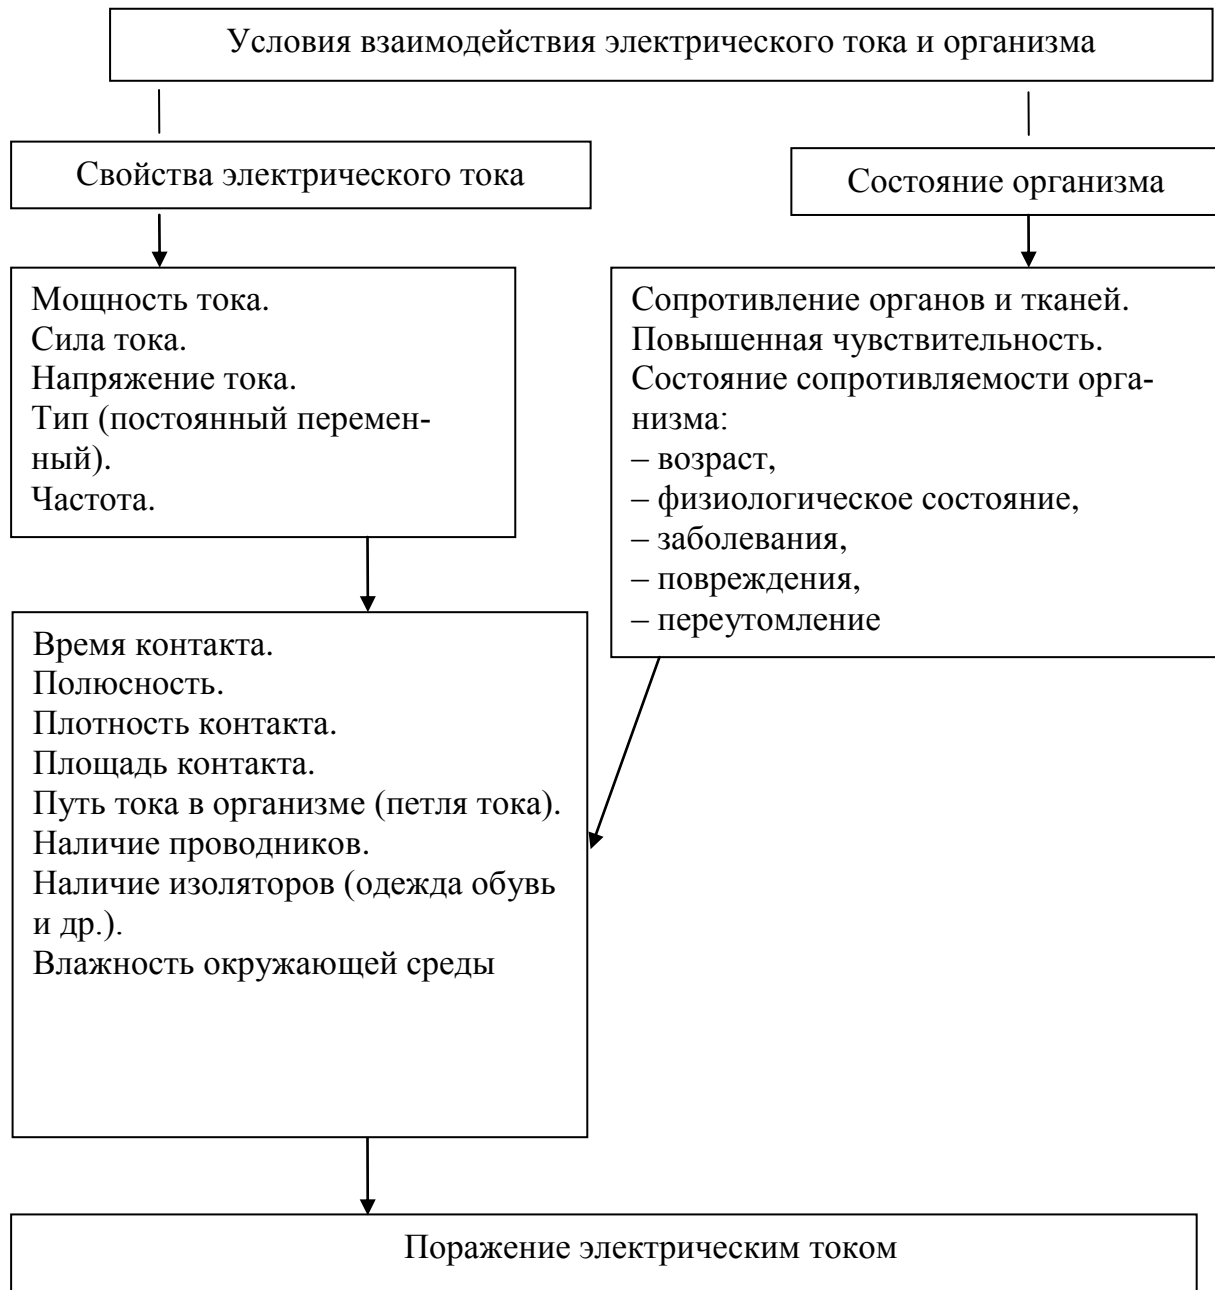 Условия взаимодействия электрического тока и организма
Свойства электрического тока
Состояние организма
Мощность тока.
Сила тока.
Напряжение тока.
Тип (постоянный перемен-
ный).
Частота.
Сопротивление органов и тканей.
Повышенная чувствительность.
Состояние сопротивляемости орга-
низма:
– возраст,
– физиологическое состояние,
– заболевания,
– повреждения,
– переутомление
Время контакта.
Полюсность.
Плотность контакта.
Площадь контакта.
Путь тока в организме (петля тока).
Наличие проводников.
Наличие изоляторов (одежда обувь
и др.).
Влажность окружающей среды
Поражение электрическим током